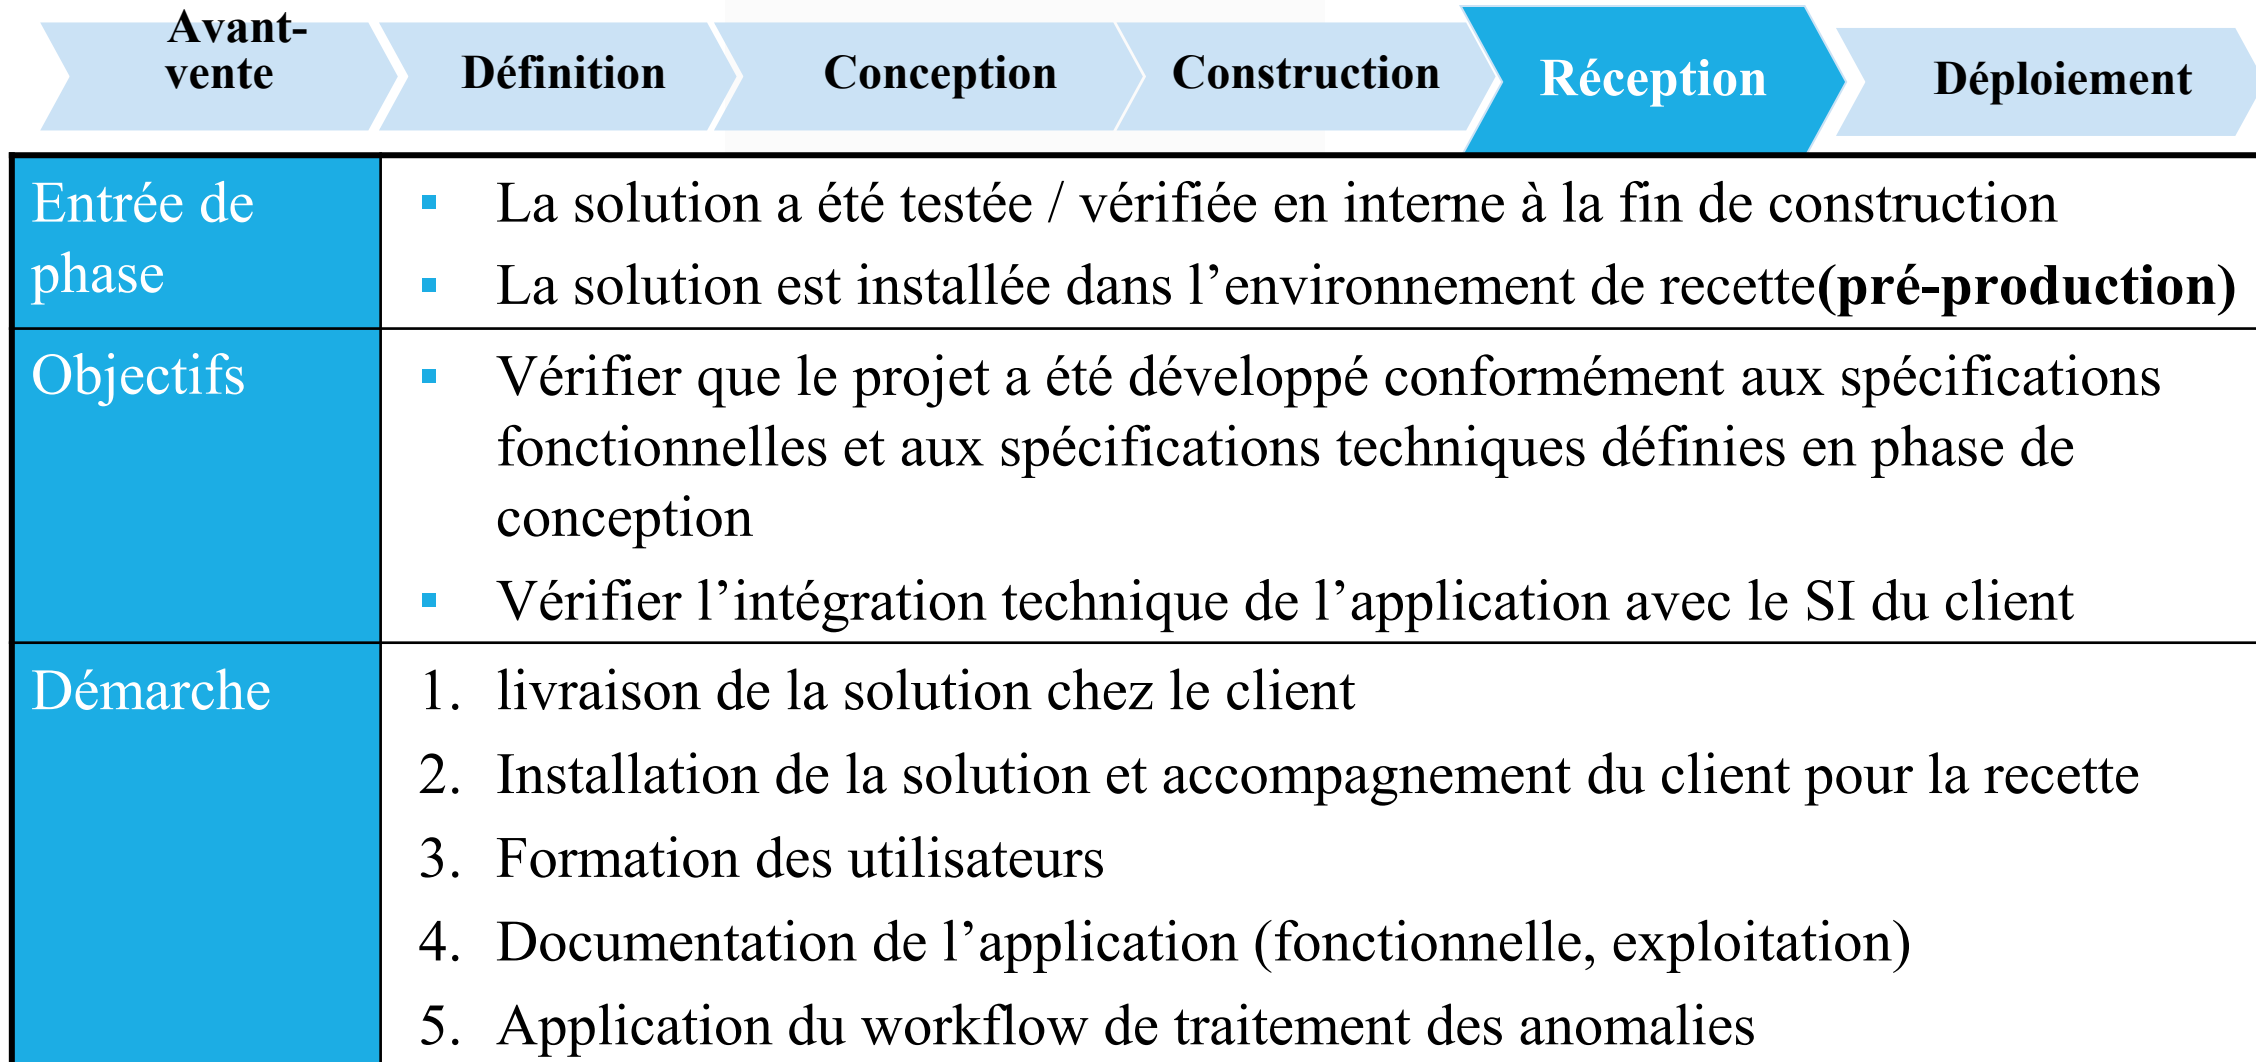 Avant-
vente
Définition
Conception
Construction
Réception
Déploiement
Entrée de
phase
▪ La solution a été testée / vérifiée en interne à la fin de construction
▪ La solution est installée dans l’environnement de recette(pré-production)
Objectifs
▪ Vérifier que le projet a été développé conformément aux spécifications
fonctionnelles et aux spécifications techniques définies en phase de
conception
▪ Vérifier l’intégration technique de l’application avec le SI du client
Démarche
1. livraison de la solution chez le client
2. Installation de la solution et accompagnement du client pour la recette
3. Formation des utilisateurs
4. Documentation de l’application (fonctionnelle, exploitation)
5. Application du workflow de traitement des anomalies